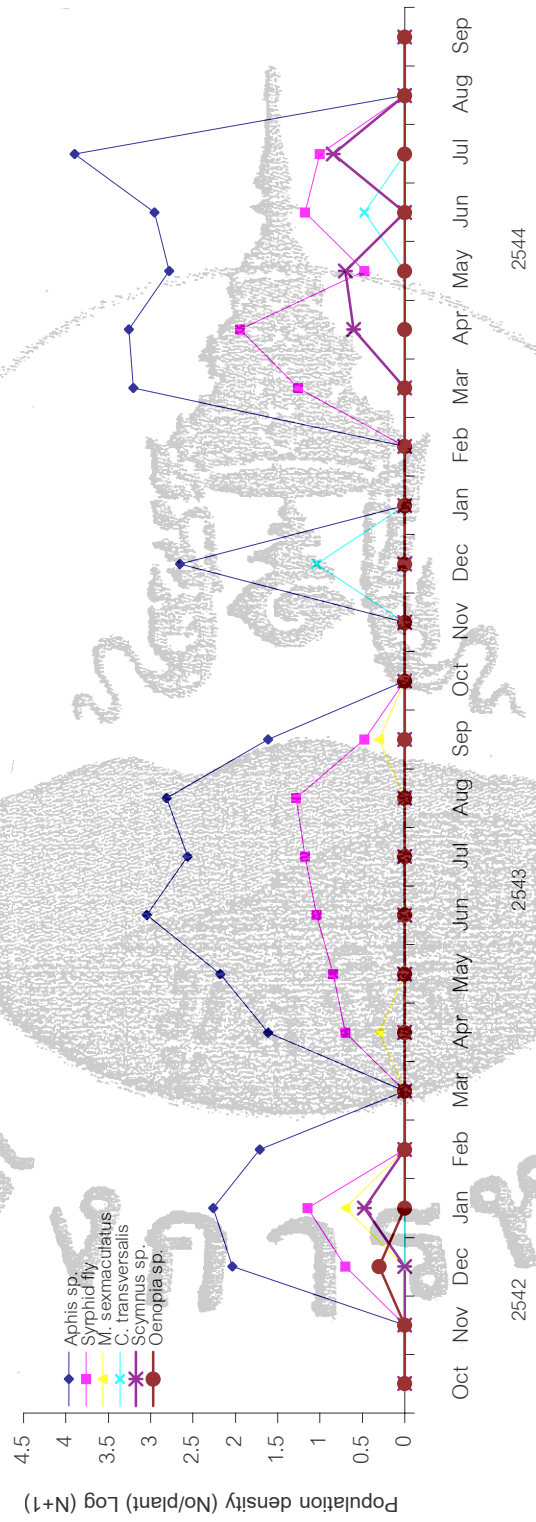 Population density (No/plant) Log (N+1)
4.5
4
3.5
3
2.5
2
1.5
1
0.5
0
Aphis sp.
Syrphid fly
M. sexmaculatus
C. transversalis
Scymnus sp.
Oenopia sp.
Oct Nov Dec Jan Feb Mar Apr May Jun Jul Aug Sep Oct Nov Dec Jan Feb Mar Apr May Jun Jul Aug Sep
2542 2543 2544